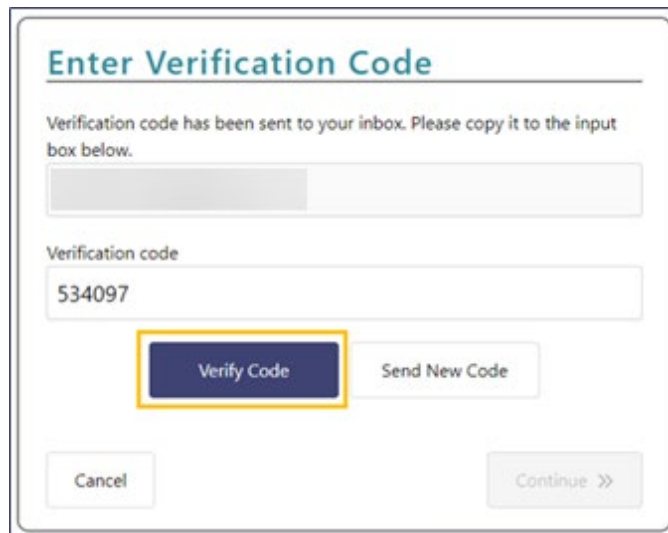 Enter Verification Code
Verification code has been sent to your inbox. Please copy it to the input
box below.
Verification code
534097
Verify Code
Send New Code
Cancel
Continue »